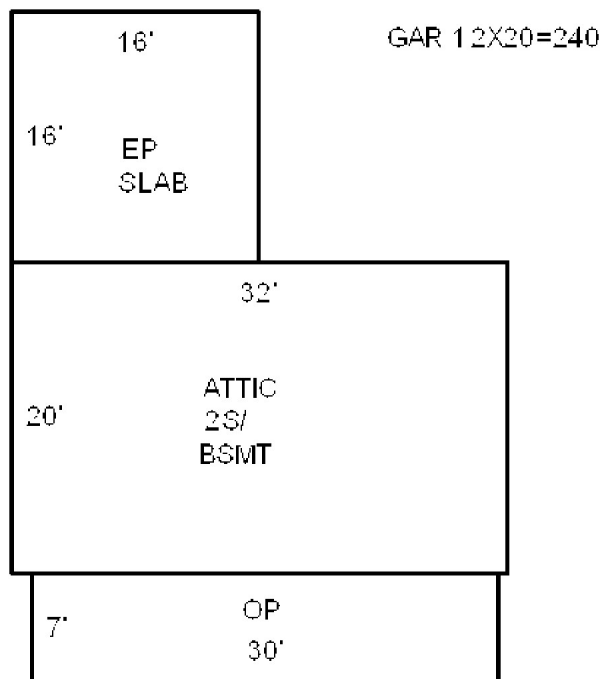 16'
GAR 12X20=240
16'
EP
SLAB
32'
ATTIC
20'
2S/
BSMT
OP
7'
30'